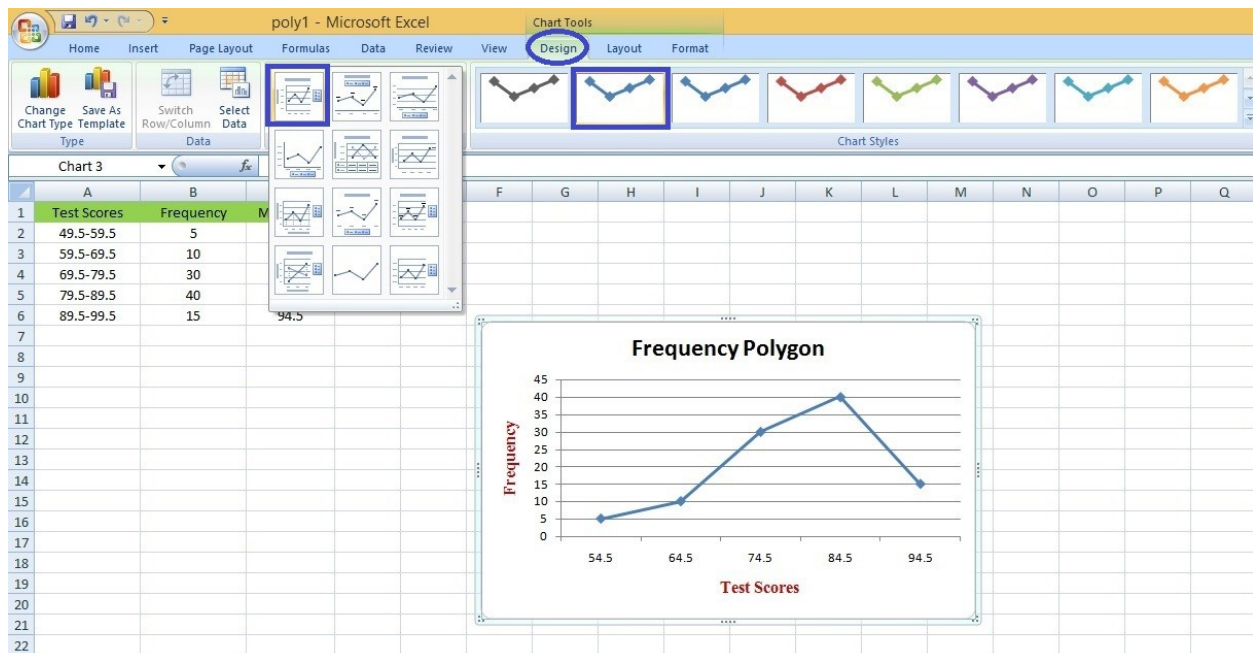 poly1 - Microsoft Excel
Chart Tools
Home Insert Page Layout Formulas Data Review View Design Layout Format
Change Chart Type
Save As Template
Switch Row/Column
Select Data
Type
Data
Chart Styles
Chart 3
fx
A B F G H I J K L M N O P Q
1 Test Scores Frequency M
2 49.5-59.5 5
3 59.5-69.5 10
4 69.5-79.5 30
5 79.5-89.5 40
6 89.5-99.5 15 94.5
7
8
9
10
11
12
13
14
15
16
17
18
19
20
21
22
Frequency Polygon
45
40
35
30
25
20
15
10
5
0
Frequency
54.5 64.5 74.5 84.5 94.5
Test Scores